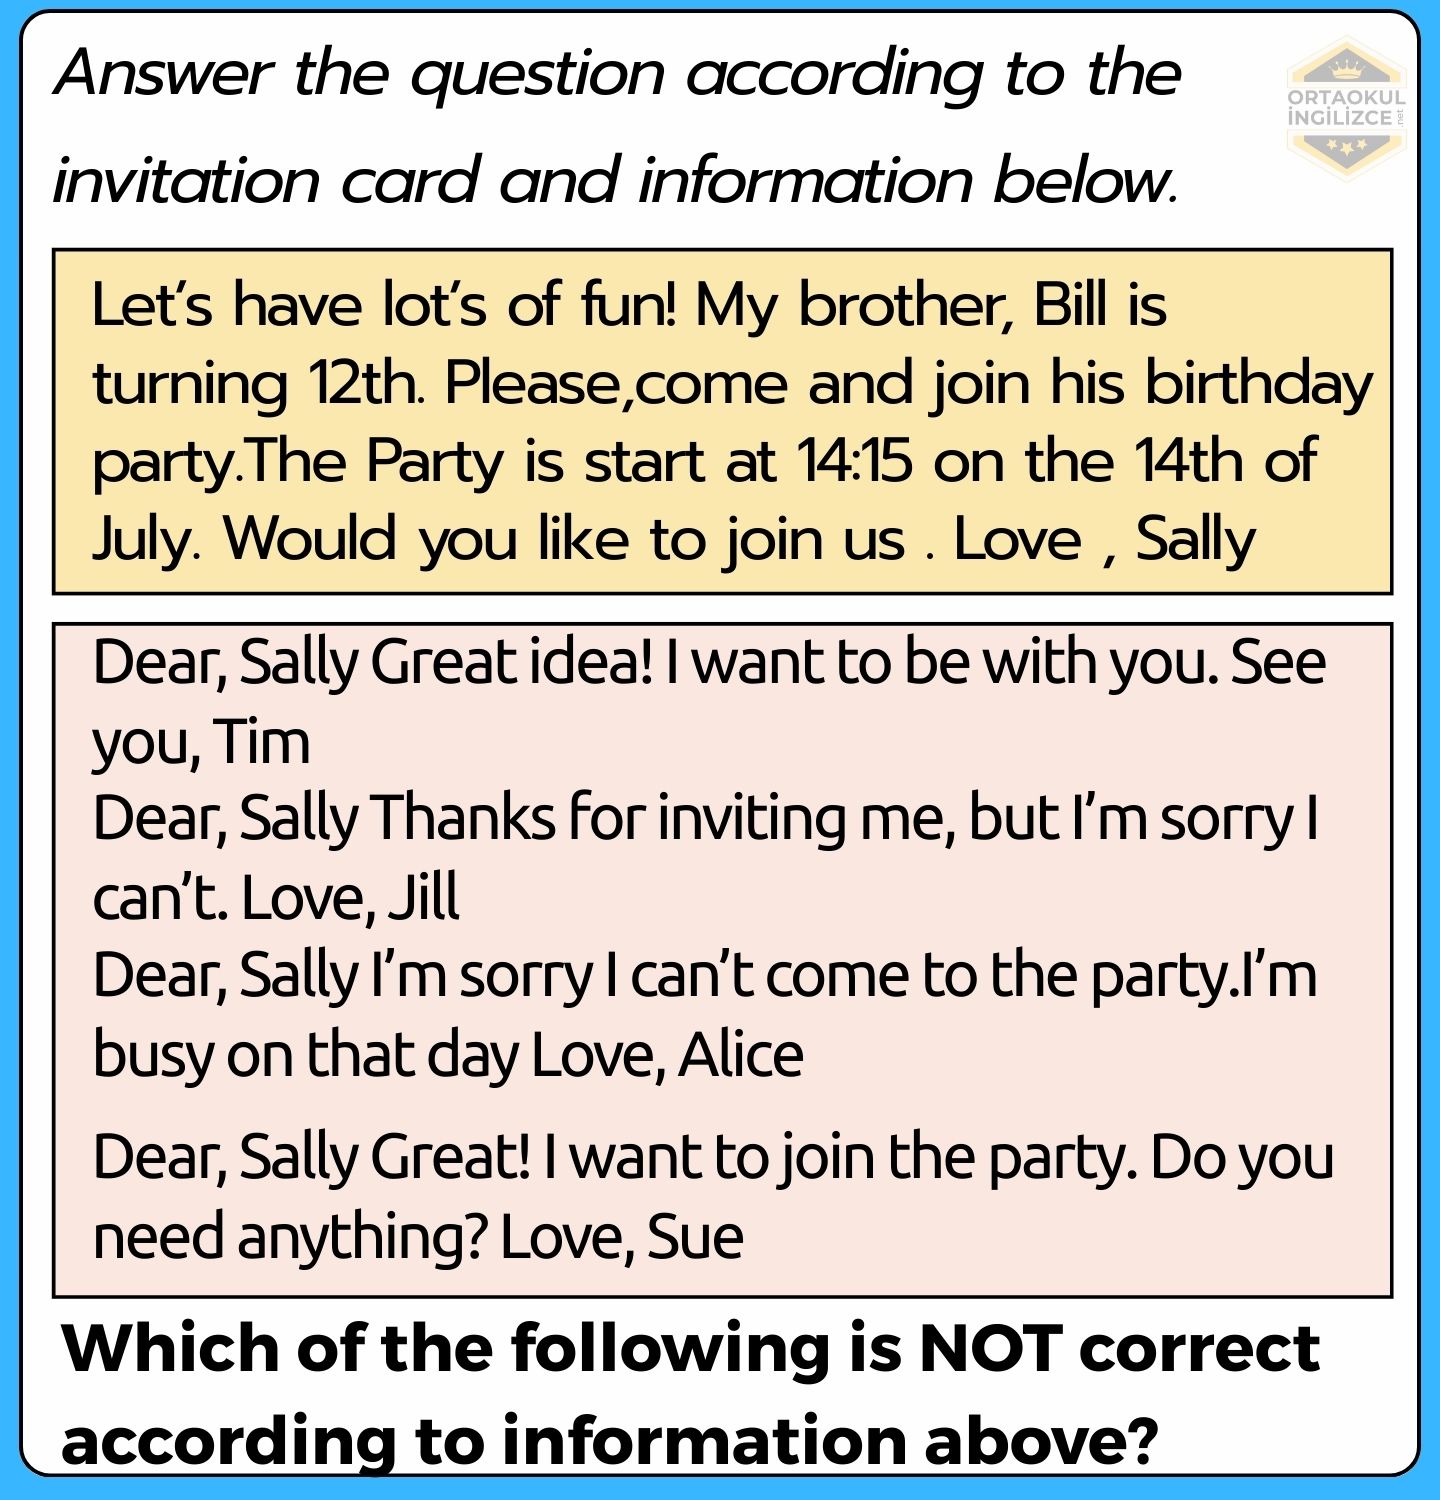 Answer the question according to the
invitation card and information below.
ORTAOKUL
İNGİLİZCE
.net
Let's have lot's of fun! My brother, Bill is
turning 12th. Please,come and join his birthday
party.The Party is start at 14:15 on the 14th of
July. Would you like to join us . Love , Sally
Dear, Sally Great idea! I want to be with you. See
you, Tim
Dear, Sally Thanks for inviting me, but I'm sorry I
can't. Love, Jill
Dear, Sally I'm sorry I can't come to the party.I'm
busy on that day Love, Alice
Dear, Sally Great! I want to join the party. Do you
need anything? Love, Sue
Which of the following is NOT correct
according to information above?